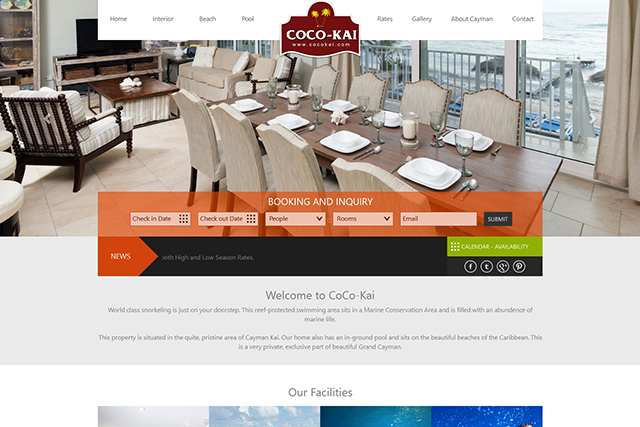 Home Interior Beach Pool Rates Gallery About Cayman Contact
COCO-KAI
www.cocokai.com
BOOKING AND INQUIRY
Check in Date Check out Date People Rooms Email SUBMIT
NEWS ooth High and Low Season Rates. CALENDAR - AVAILABILITY
Welcome to CoCo-Kai
World class snorkeling is just on your doorstep. This reef-protected swimming area sits in a Marine Conservation Area and is filled with an abundence of
marine life.
This property is situated in the quite, pristine area of Cayman Kai. Our home also has an in-ground pool and sits on the beautiful beaches of the Caribbean. This
is a very private, exclusive part of beautiful Grand Cayman.
Our Facilities